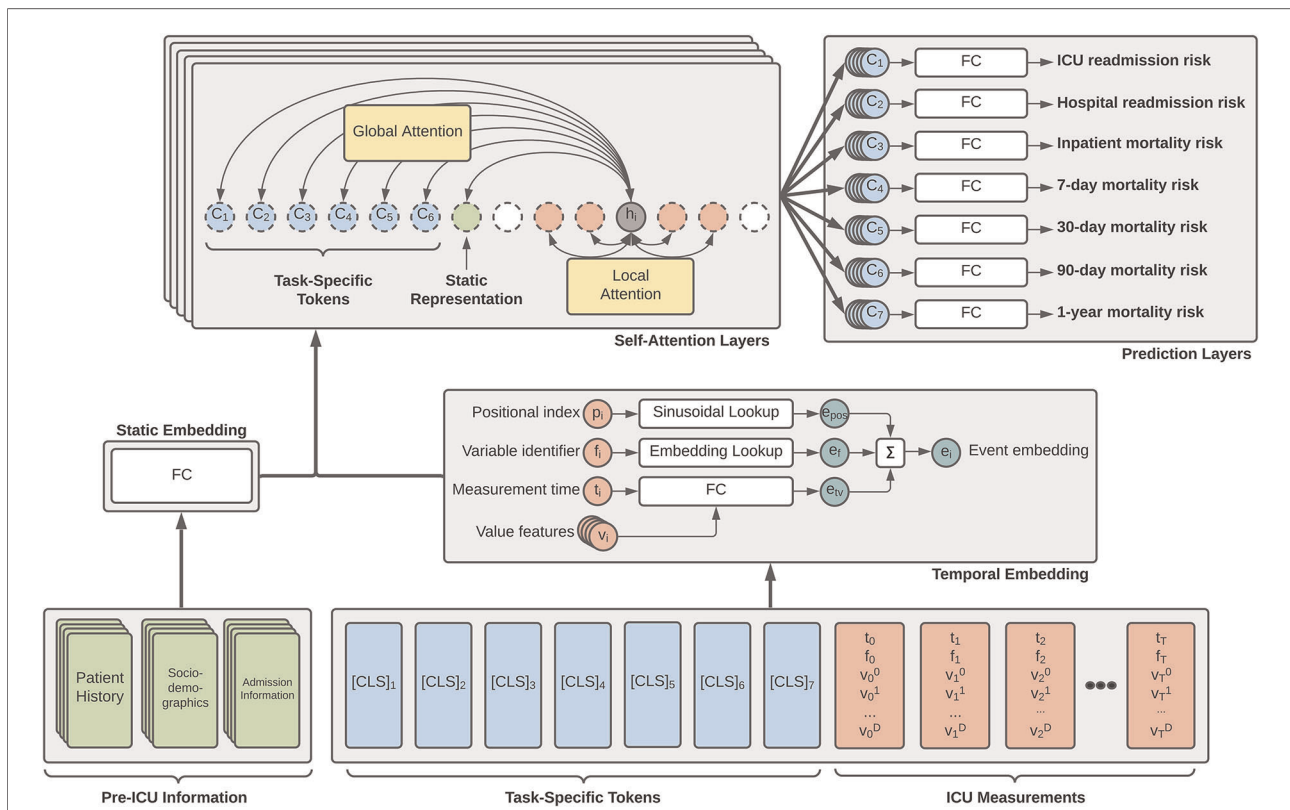 Global Attention
C1 C2 C3 C4 C5 C6 hi
Task-Specific
Tokens
Static
Representation
Local
Attention
Self-Attention Layers
C1 FC ICU readmission risk
C2 FC Hospital readmission risk
C3 FC Inpatient mortality risk
C4 FC 7-day mortality risk
C5 FC 30-day mortality risk
C6 FC 90-day mortality risk
C7 FC 1-year mortality risk
Prediction Layers
Static Embedding
FC
Positional index pi Sinusoidal Lookup epos
Variable identifier fi Embedding Lookup ef Σ ei Event embedding
Measurement time ti FC etv
Value features vi
Temporal Embedding
Patient
History
Socio-
demo-
graphics
Admission
Information
Pre-ICU Information
[CLS]1 [CLS]2 [CLS]3 [CLS]4 [CLS]5 [CLS]6 [CLS]7
Task-Specific Tokens
t0 t1 t2 tT
f0 f1 f2 fT
v0^0 v1^0 v2^0 vT^0
v0^1 v1^1 v2^1 vT^1
... ... ... ...
v0^D v1^D v2^D vT^D
ICU Measurements